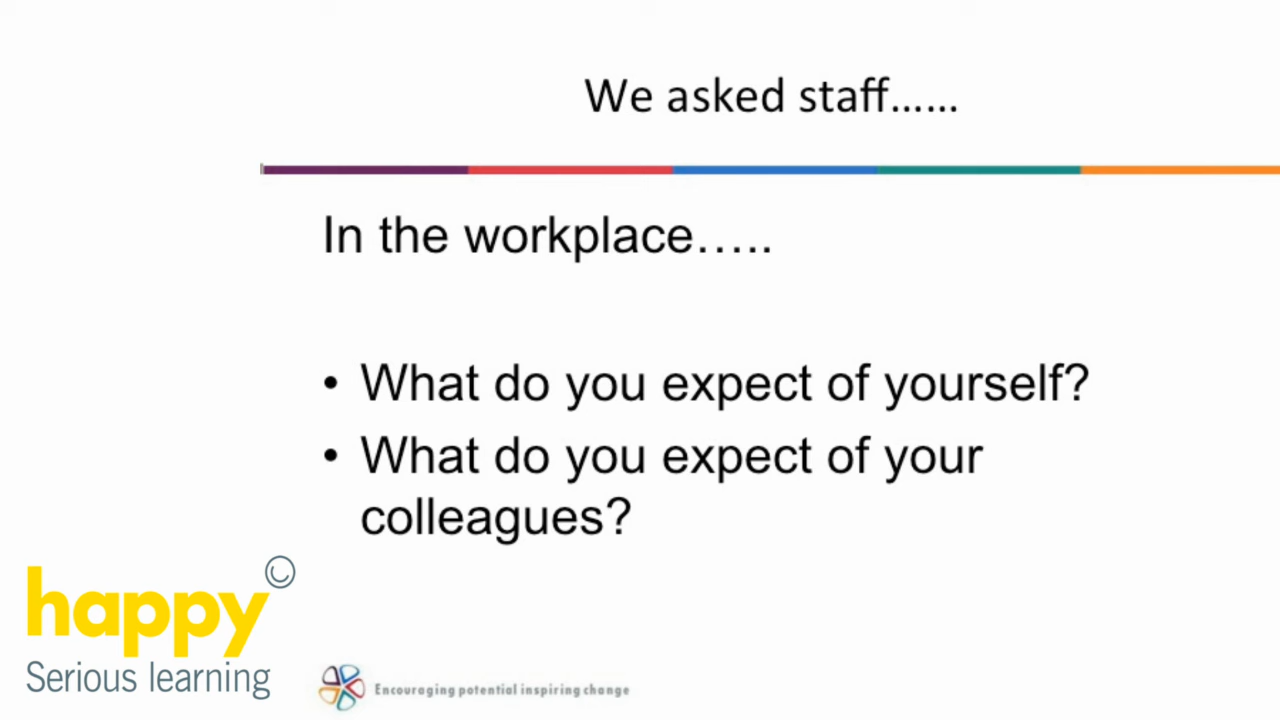 We asked staff......
In the workplace.....
• What do you expect of yourself?
• What do you expect of your
colleagues?
happy ©
Serious learning
Encouraging potential inspiring change